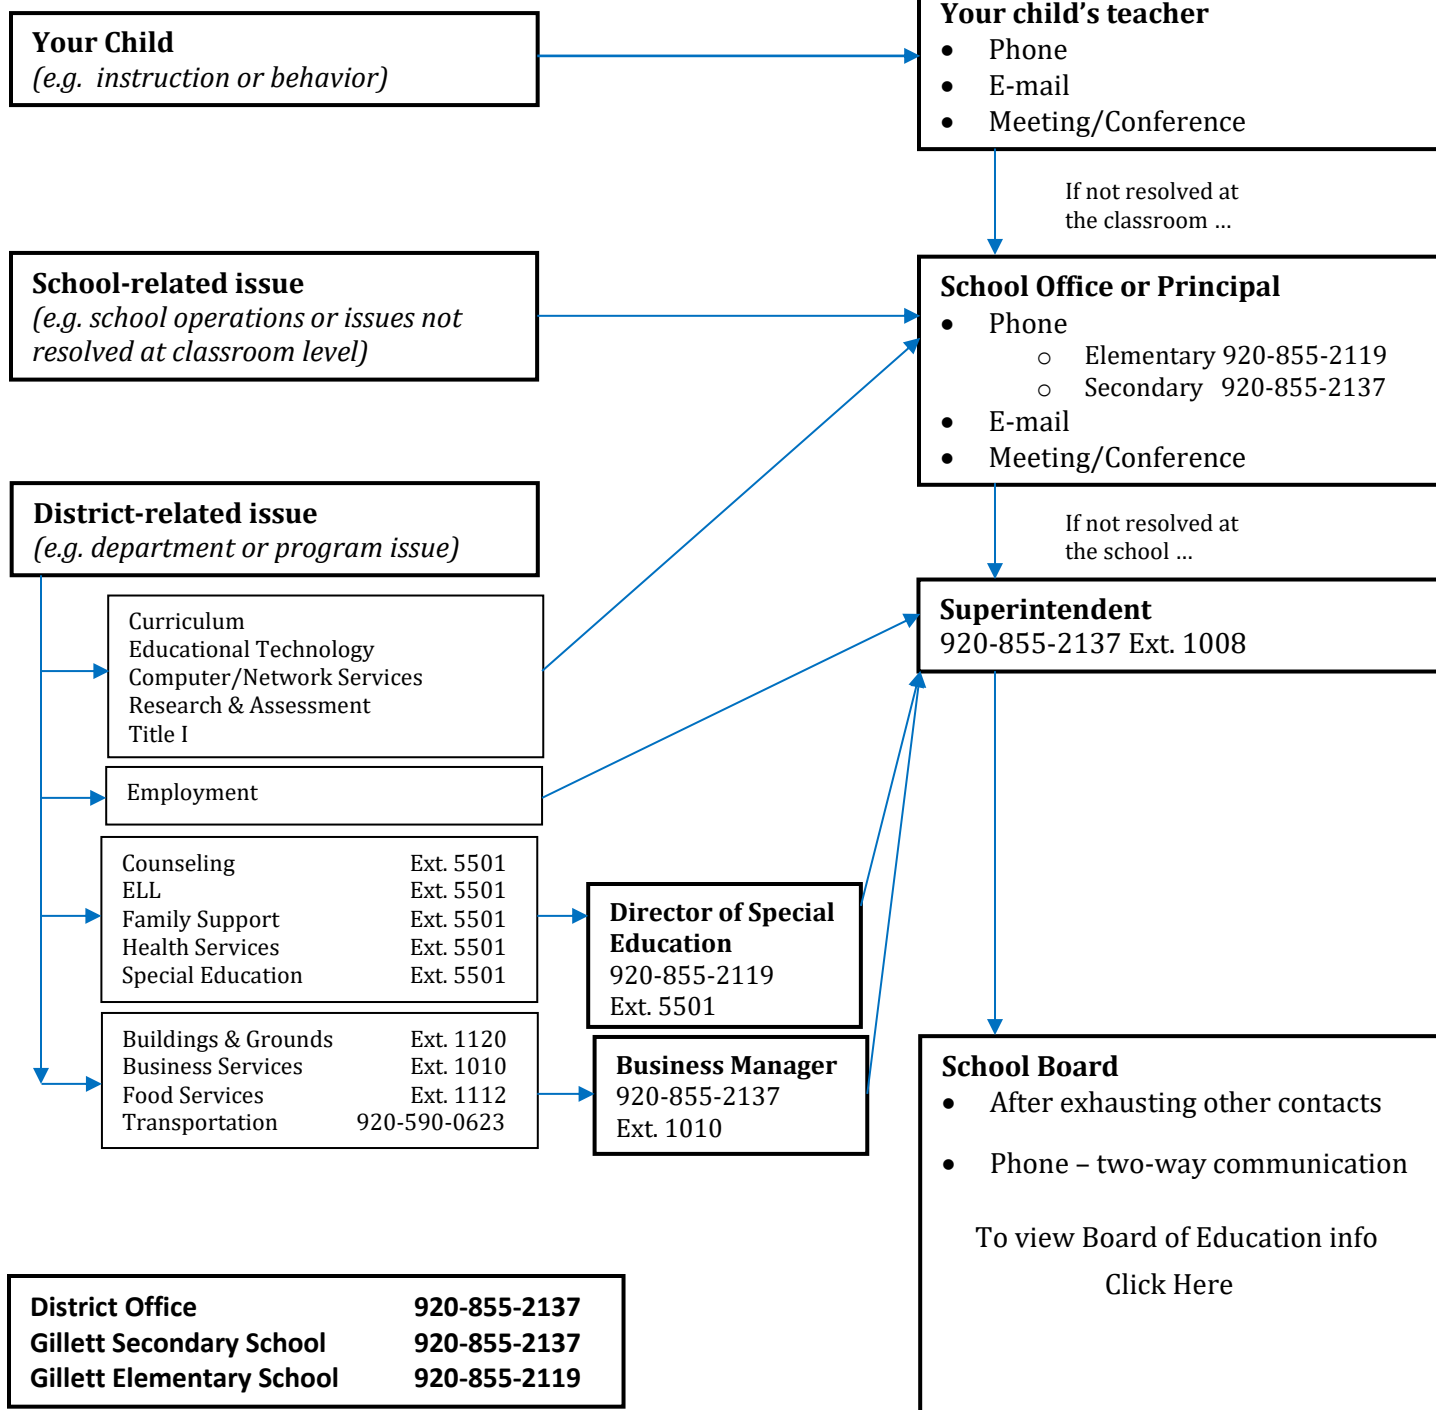 Your Child
(e.g. instruction or behavior)
Your child's teacher
• Phone
• E-mail
• Meeting/Conference
If not resolved at
the classroom ...
School-related issue
(e.g. school operations or issues not
resolved at classroom level)
School Office or Principal
• Phone
o Elementary 920-855-2119
o Secondary 920-855-2137
• E-mail
• Meeting/Conference
If not resolved at
the school ...
District-related issue
(e.g. department or program issue)
Superintendent
920-855-2137 Ext. 1008
Curriculum
Educational Technology
Computer/Network Services
Research & Assessment
Title I
Employment
Counseling Ext. 5501
ELL Ext. 5501
Family Support Ext. 5501
Health Services Ext. 5501
Special Education Ext. 5501
Director of Special
Education
920-855-2119
Ext. 5501
Buildings & Grounds Ext. 1120
Business Services Ext. 1010
Food Services Ext. 1112
Transportation 920-590-0623
Business Manager
920-855-2137
Ext. 1010
School Board
• After exhausting other contacts
• Phone – two-way communication
To view Board of Education info
Click Here
District Office 920-855-2137
Gillett Secondary School 920-855-2137
Gillett Elementary School 920-855-2119